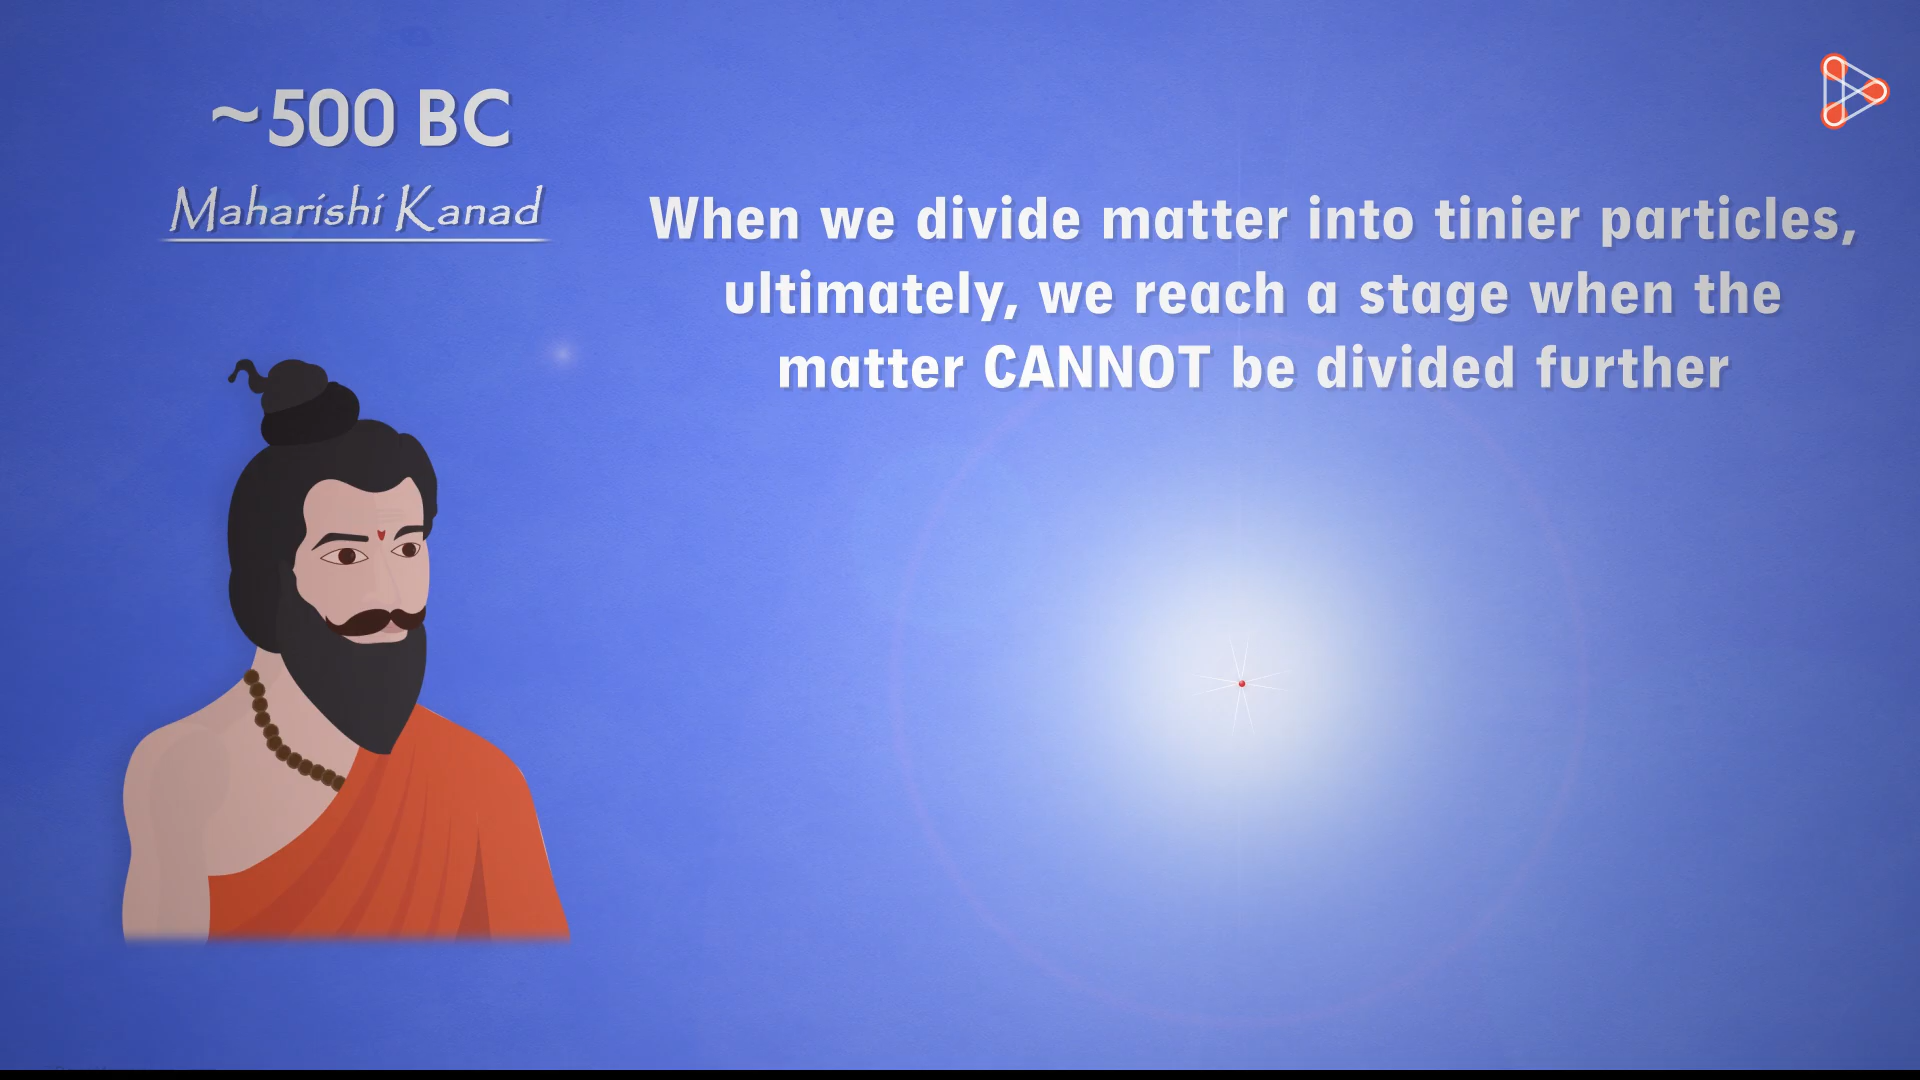 ~500 BC
Maharishi Kanad
When we divide matter into tinier particles,
ultimately, we reach a stage when the
matter CANNOT be divided further